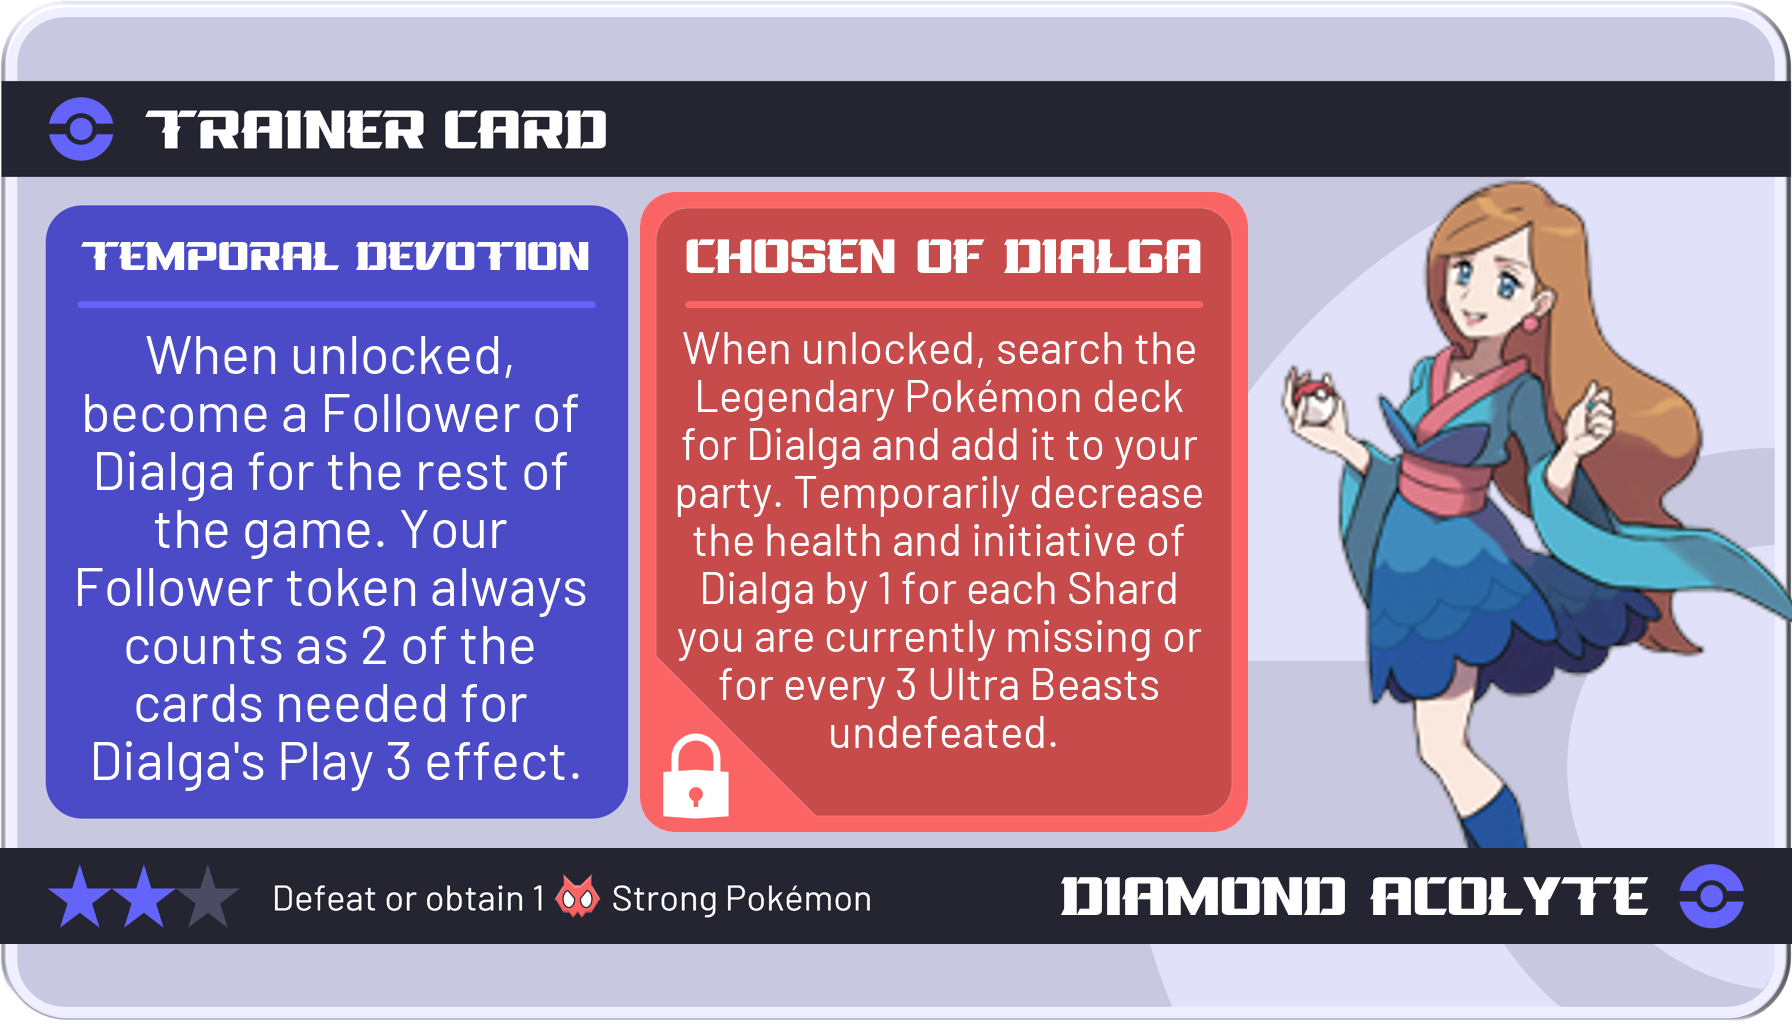 TRAINER CARD
TEMPORAL DEVOTION
When unlocked,
become a Follower of
Dialga for the rest of
the game. Your
Follower token always
counts as 2 of the
cards needed for
Dialga's Play 3 effect.
CHOSEN OF DIALGA
When unlocked, search the
Legendary Pokémon deck
for Dialga and add it to your
party. Temporarily decrease
the health and initiative of
Dialga by 1 for each Shard
you are currently missing or
for every 3 Ultra Beasts
undefeated.
Defeat or obtain 1 Strong Pokémon
DIAMOND ACOLYTE